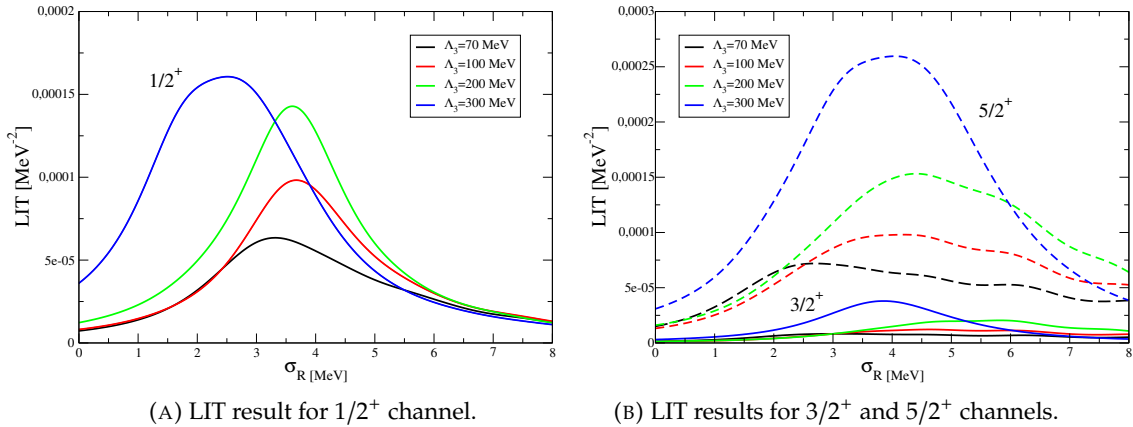 0,0002
0,00015
0,0001
5e-05
0
LIT [MeV⁻²]
1/2⁺
Λ₃=70 MeV
Λ₃=100 MeV
Λ₃=200 MeV
Λ₃=300 MeV
0 1 2 3 4 5 6 7 8
σR [MeV]
(A) LIT result for 1/2⁺ channel.
0,0003
0,00025
0,0002
0,00015
0,0001
5e-05
0
LIT [MeV⁻²]
Λ₃=70 MeV
Λ₃=100 MeV
Λ₃=200 MeV
Λ₃=300 MeV
5/2⁺
3/2⁺
0 1 2 3 4 5 6 7 8
σR [MeV]
(B) LIT results for 3/2⁺ and 5/2⁺ channels.